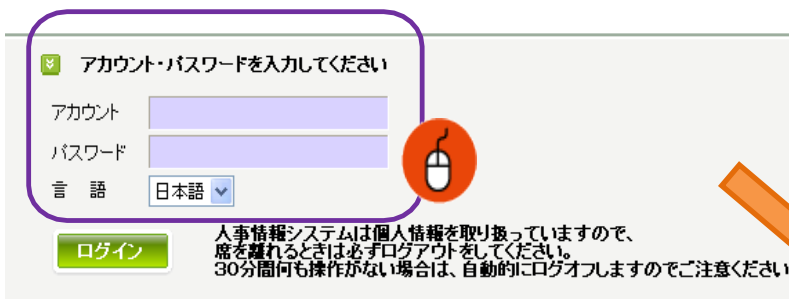 アカウント・パスワードを入力してください
アカウント
パスワード
言 語 日本語
ログイン
人事情報システムは個人情報を取り扱っていますので、
席を離れるときは必ずログアウトをしてください。
30分間何も操作がない場合は、自動的にログオフしますのでご注意ください